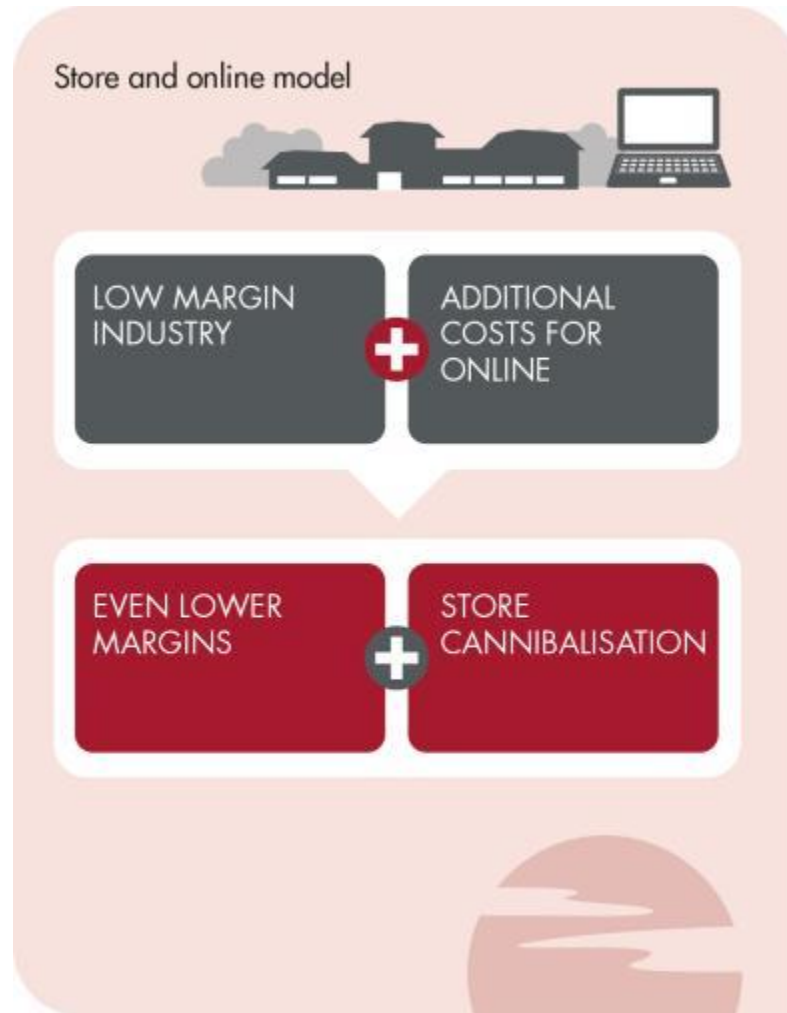 Store and online model
LOW MARGIN
INDUSTRY
ADDITIONAL
COSTS FOR
ONLINE
EVEN LOWER
MARGINS
STORE
CANNIBALISATION